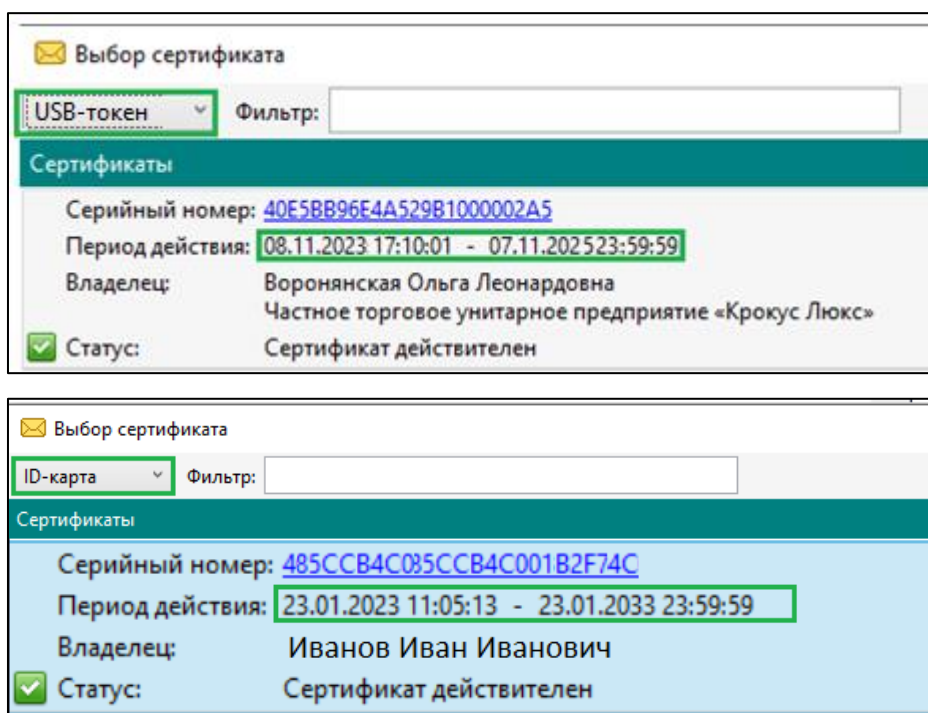 Выбор сертификата
USB-токен Фильтр:
Сертификаты
Серийный номер: 40E5BB96E4A529B1000002A5
Период действия: 08.11.2023 17:10:01 - 07.11.202523:59:59
Владелец: Воронянская Ольга Леонардовна
Частное торговое унитарное предприятие «Крокус Люкс»
Статус: Сертификат действителен
Выбор сертификата
ID-карта Фильтр:
Сертификаты
Серийный номер: 485CCB4C085CCB4C001B2F74C
Период действия: 23.01.2023 11:05:13 - 23.01.2033 23:59:59
Владелец: Иванов Иван Иванович
Статус: Сертификат действителен